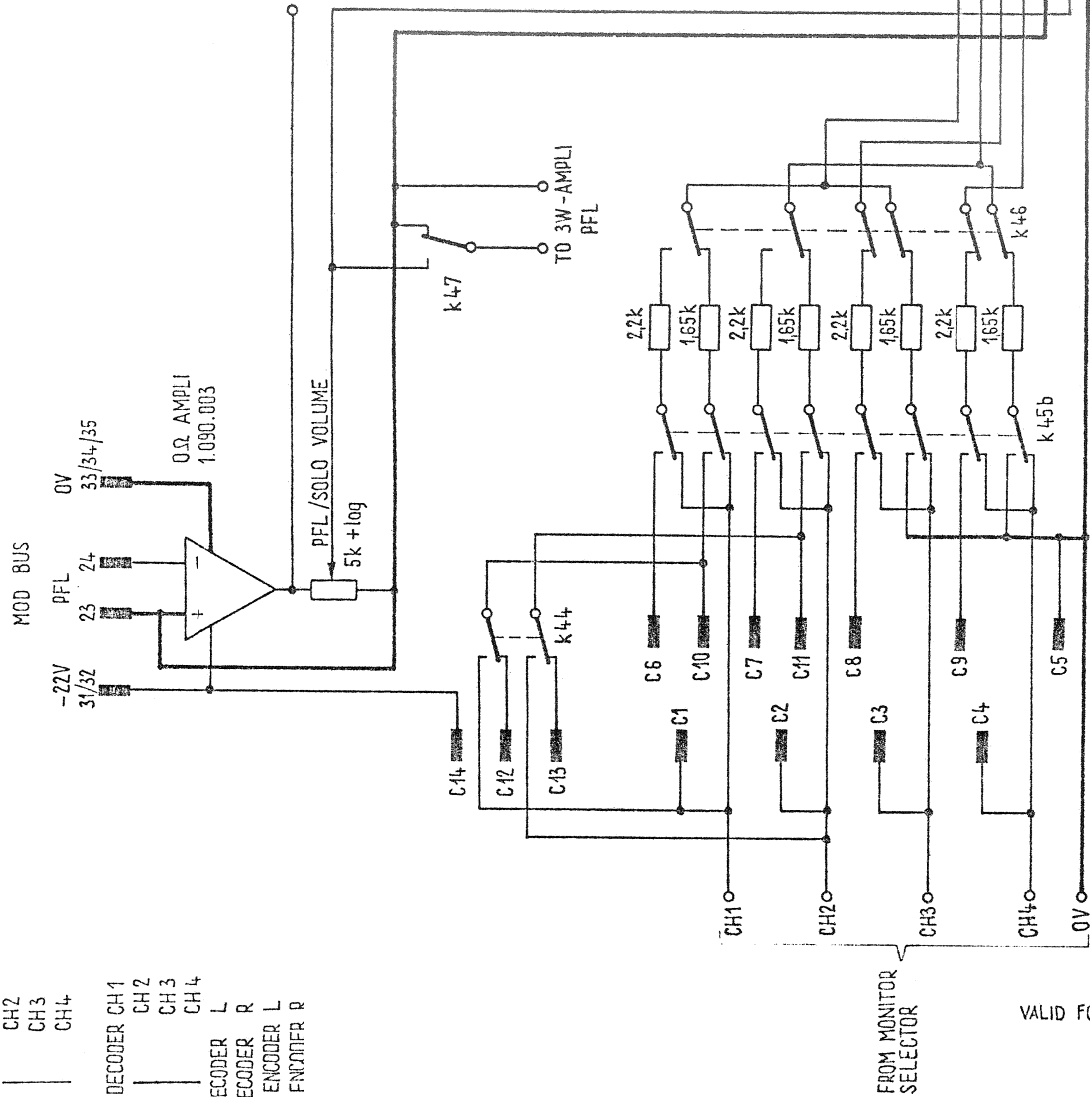 MOD BUS
-22V PFL 0V
31/32 23 24 33/34/35
+ −
0Ω AMPLI
1.090.003
PFL/SOLO VOLUME
5k +log
k47
TO 3W-AMPLI
PFL
C14
C12
C13
k44
C1
C2
C3
C4
C6
C10
C7
C11
C8
C9
C5
k45b
2,2k
1,65k
2,2k
1,65k
2,2k
1,65k
2,2k
1,65k
k46
CH1
CH2
CH3
CH4
0V
FROM MONITOR
SELECTOR
CH2
CH3
CH4
DECODER CH1
CH2
CH3
CH4
ECODER L
ECODER R
ENCODER L
ENCODER R
VALID FO